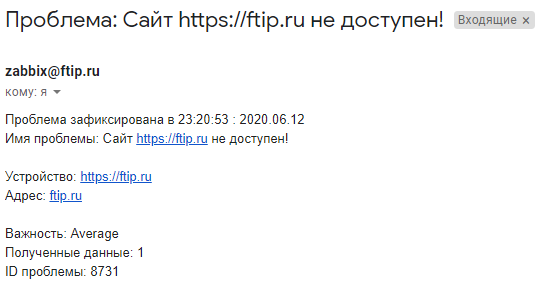 Проблема: Сайт https://ftip.ru не доступен! Входящие ×
zabbix@ftip.ru
кому: я
Проблема зафиксирована в 23:20:53 : 2020.06.12
Имя проблемы: Сайт https://ftip.ru не доступен!
Устройство: https://ftip.ru
Адрес: ftip.ru
Важность: Average
Полученные данные: 1
ID проблемы: 8731